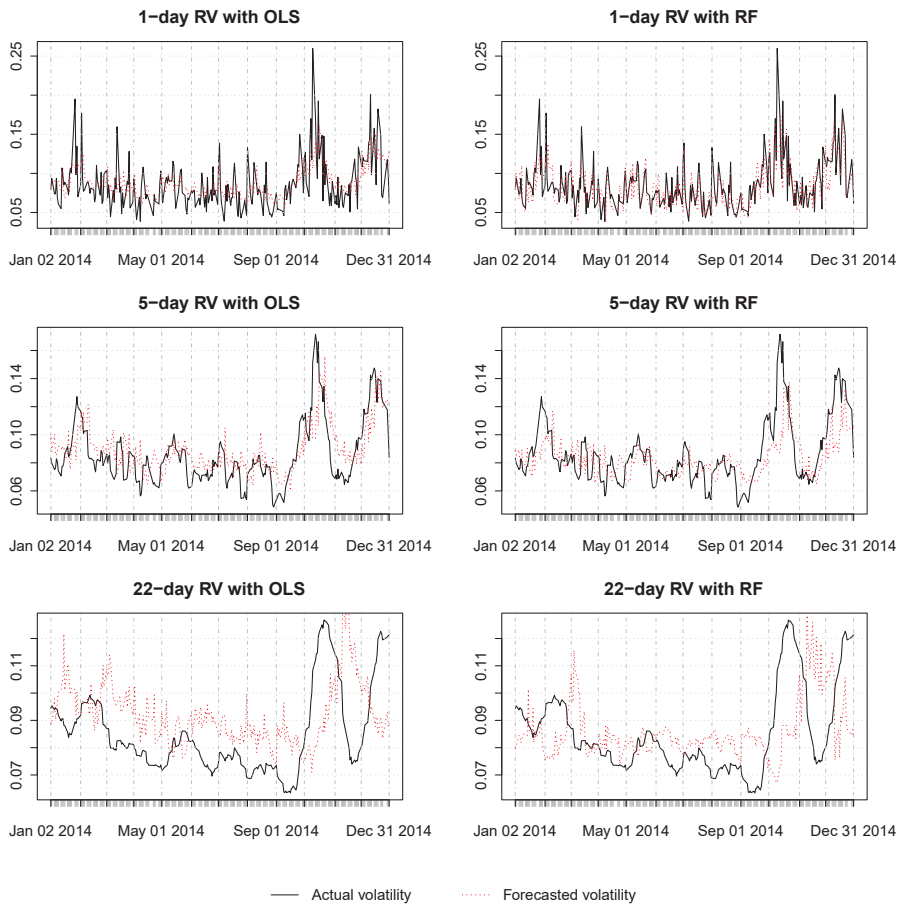 1−day RV with OLS
1−day RV with RF
0.25
0.15
0.05
0.25
0.15
0.05
Jan 02 2014 May 01 2014 Sep 01 2014 Dec 31 2014
Jan 02 2014 May 01 2014 Sep 01 2014 Dec 31 2014
5−day RV with OLS
5−day RV with RF
0.14
0.10
0.06
0.14
0.10
0.06
Jan 02 2014 May 01 2014 Sep 01 2014 Dec 31 2014
Jan 02 2014 May 01 2014 Sep 01 2014 Dec 31 2014
22−day RV with OLS
22−day RV with RF
0.11
0.09
0.07
0.11
0.09
0.07
Jan 02 2014 May 01 2014 Sep 01 2014 Dec 31 2014
Jan 02 2014 May 01 2014 Sep 01 2014 Dec 31 2014
Actual volatility
Forecasted volatility